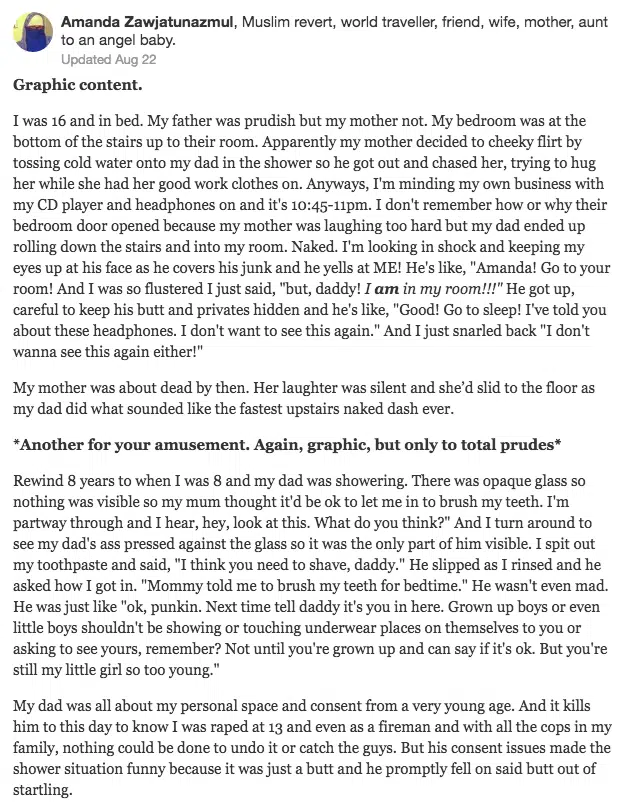 Amanda Zawjatunazmul, Muslim revert, world traveller, friend, wife, mother, aunt
to an angel baby.
Updated Aug 22
Graphic content.
I was 16 and in bed. My father was prudish but my mother not. My bedroom was at the
bottom of the stairs up to their room. Apparently my mother decided to cheeky flirt by
tossing cold water onto my dad in the shower so he got out and chased her, trying to hug
her while she had her good work clothes on. Anyways, I'm minding my own business with
my CD player and headphones on and it's 10:45-11pm. I don't remember how or why their
bedroom door opened because my mother was laughing too hard but my dad ended up
rolling down the stairs and into my room. Naked. I'm looking in shock and keeping my
eyes up at his face as he covers his junk and he yells at ME! He's like, "Amanda! Go to your
room! And I was so flustered I just said, "but, daddy! I am in my room!!!" He got up,
careful to keep his butt and privates hidden and he's like, "Good! Go to sleep! I've told you
about these headphones. I don't want to see this again." And I just snarled back "I don't
wanna see this again either!"
My mother was about dead by then. Her laughter was silent and she’d slid to the floor as
my dad did what sounded like the fastest upstairs naked dash ever.
*Another for your amusement. Again, graphic, but only to total prudes*
Rewind 8 years to when I was 8 and my dad was showering. There was opaque glass so
nothing was visible so my mum thought it'd be ok to let me in to brush my teeth. I'm
partway through and I hear, hey, look at this. What do you think?" And I turn around to
see my dad's ass pressed against the glass so it was the only part of him visible. I spit out
my toothpaste and said, "I think you need to shave, daddy." He slipped as I rinsed and he
asked how I got in. "Mommy told me to brush my teeth for bedtime." He wasn't even mad.
He was just like "ok, punkin. Next time tell daddy it's you in here. Grown up boys or even
little boys shouldn't be showing or touching underwear places on themselves to you or
asking to see yours, remember? Not until you're grown up and can say if it's ok. But you're
still my little girl so too young."
My dad was all about my personal space and consent from a very young age. And it kills
him to this day to know I was raped at 13 and even as a fireman and with all the cops in my
family, nothing could be done to undo it or catch the guys. But his consent issues made the
shower situation funny because it was just a butt and he promptly fell on said butt out of
startling.